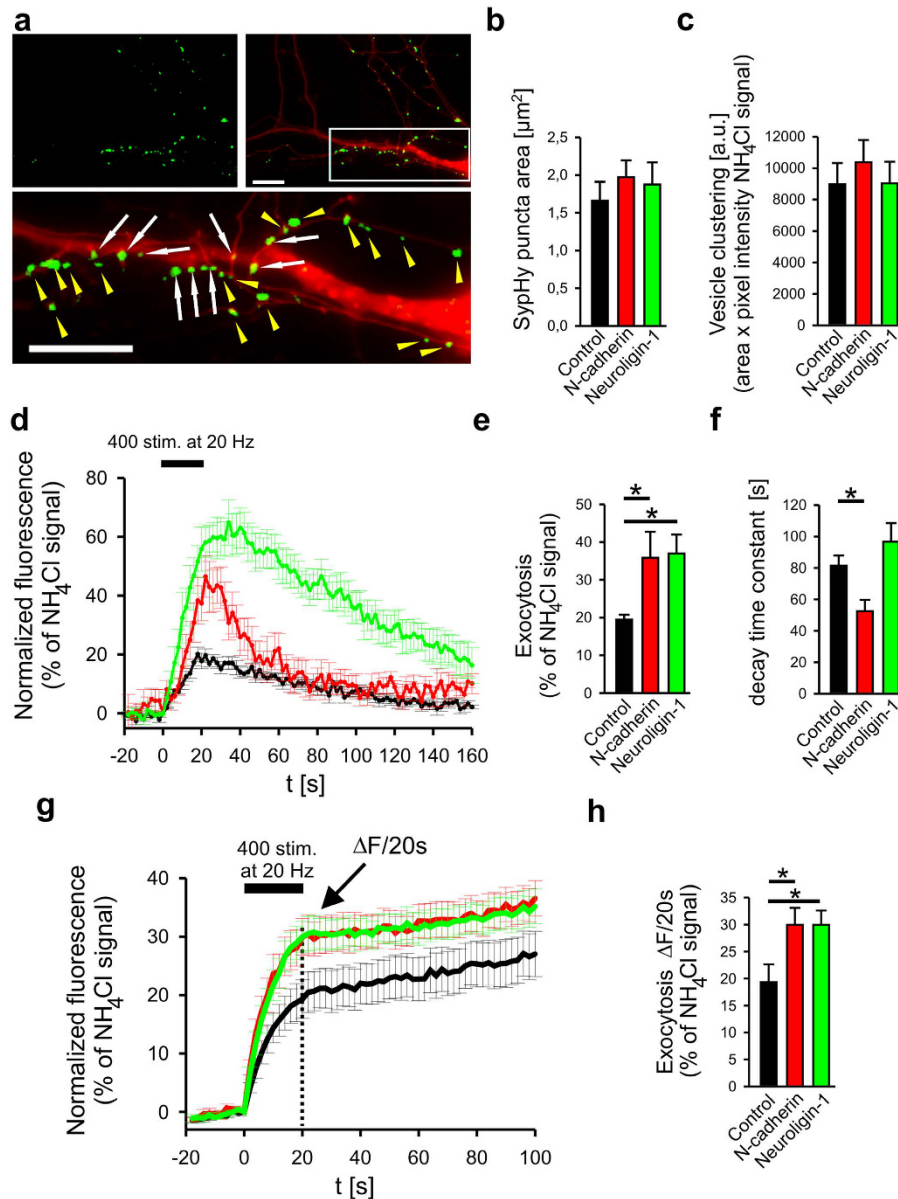 a
b
SypHy puncta area [µm²]
2,0
1,5
1,0
0,5
0,0
Control
N-cadherin
Neuroligin-1
c
Vesicle clustering [a.u.]
(area x pixel intensity NH₄Cl signal)
12000
10000
8000
6000
4000
2000
0
Control
N-cadherin
Neuroligin-1
d
400 stim. at 20 Hz
Normalized fluorescence
(% of NH₄Cl signal)
80
60
40
20
0
-20 0 20 40 60 80 100 120 140 160
t [s]
e
Exocytosis
(% of NH₄Cl signal)
50
40
30
20
10
0
* 
*
Control
N-cadherin
Neuroligin-1
f
decay time constant [s]
120
100
80
60
40
20
0
*
Control
N-cadherin
Neuroligin-1
g
400 stim.
at 20 Hz
ΔF/20s
Normalized fluorescence
(% of NH₄Cl signal)
40
30
20
10
0
-20 0 20 40 60 80 100
t [s]
h
Exocytosis ΔF/20s
(% of NH₄Cl signal)
35
30
25
20
15
10
5
0
*
*
Control
N-cadherin
Neuroligin-1